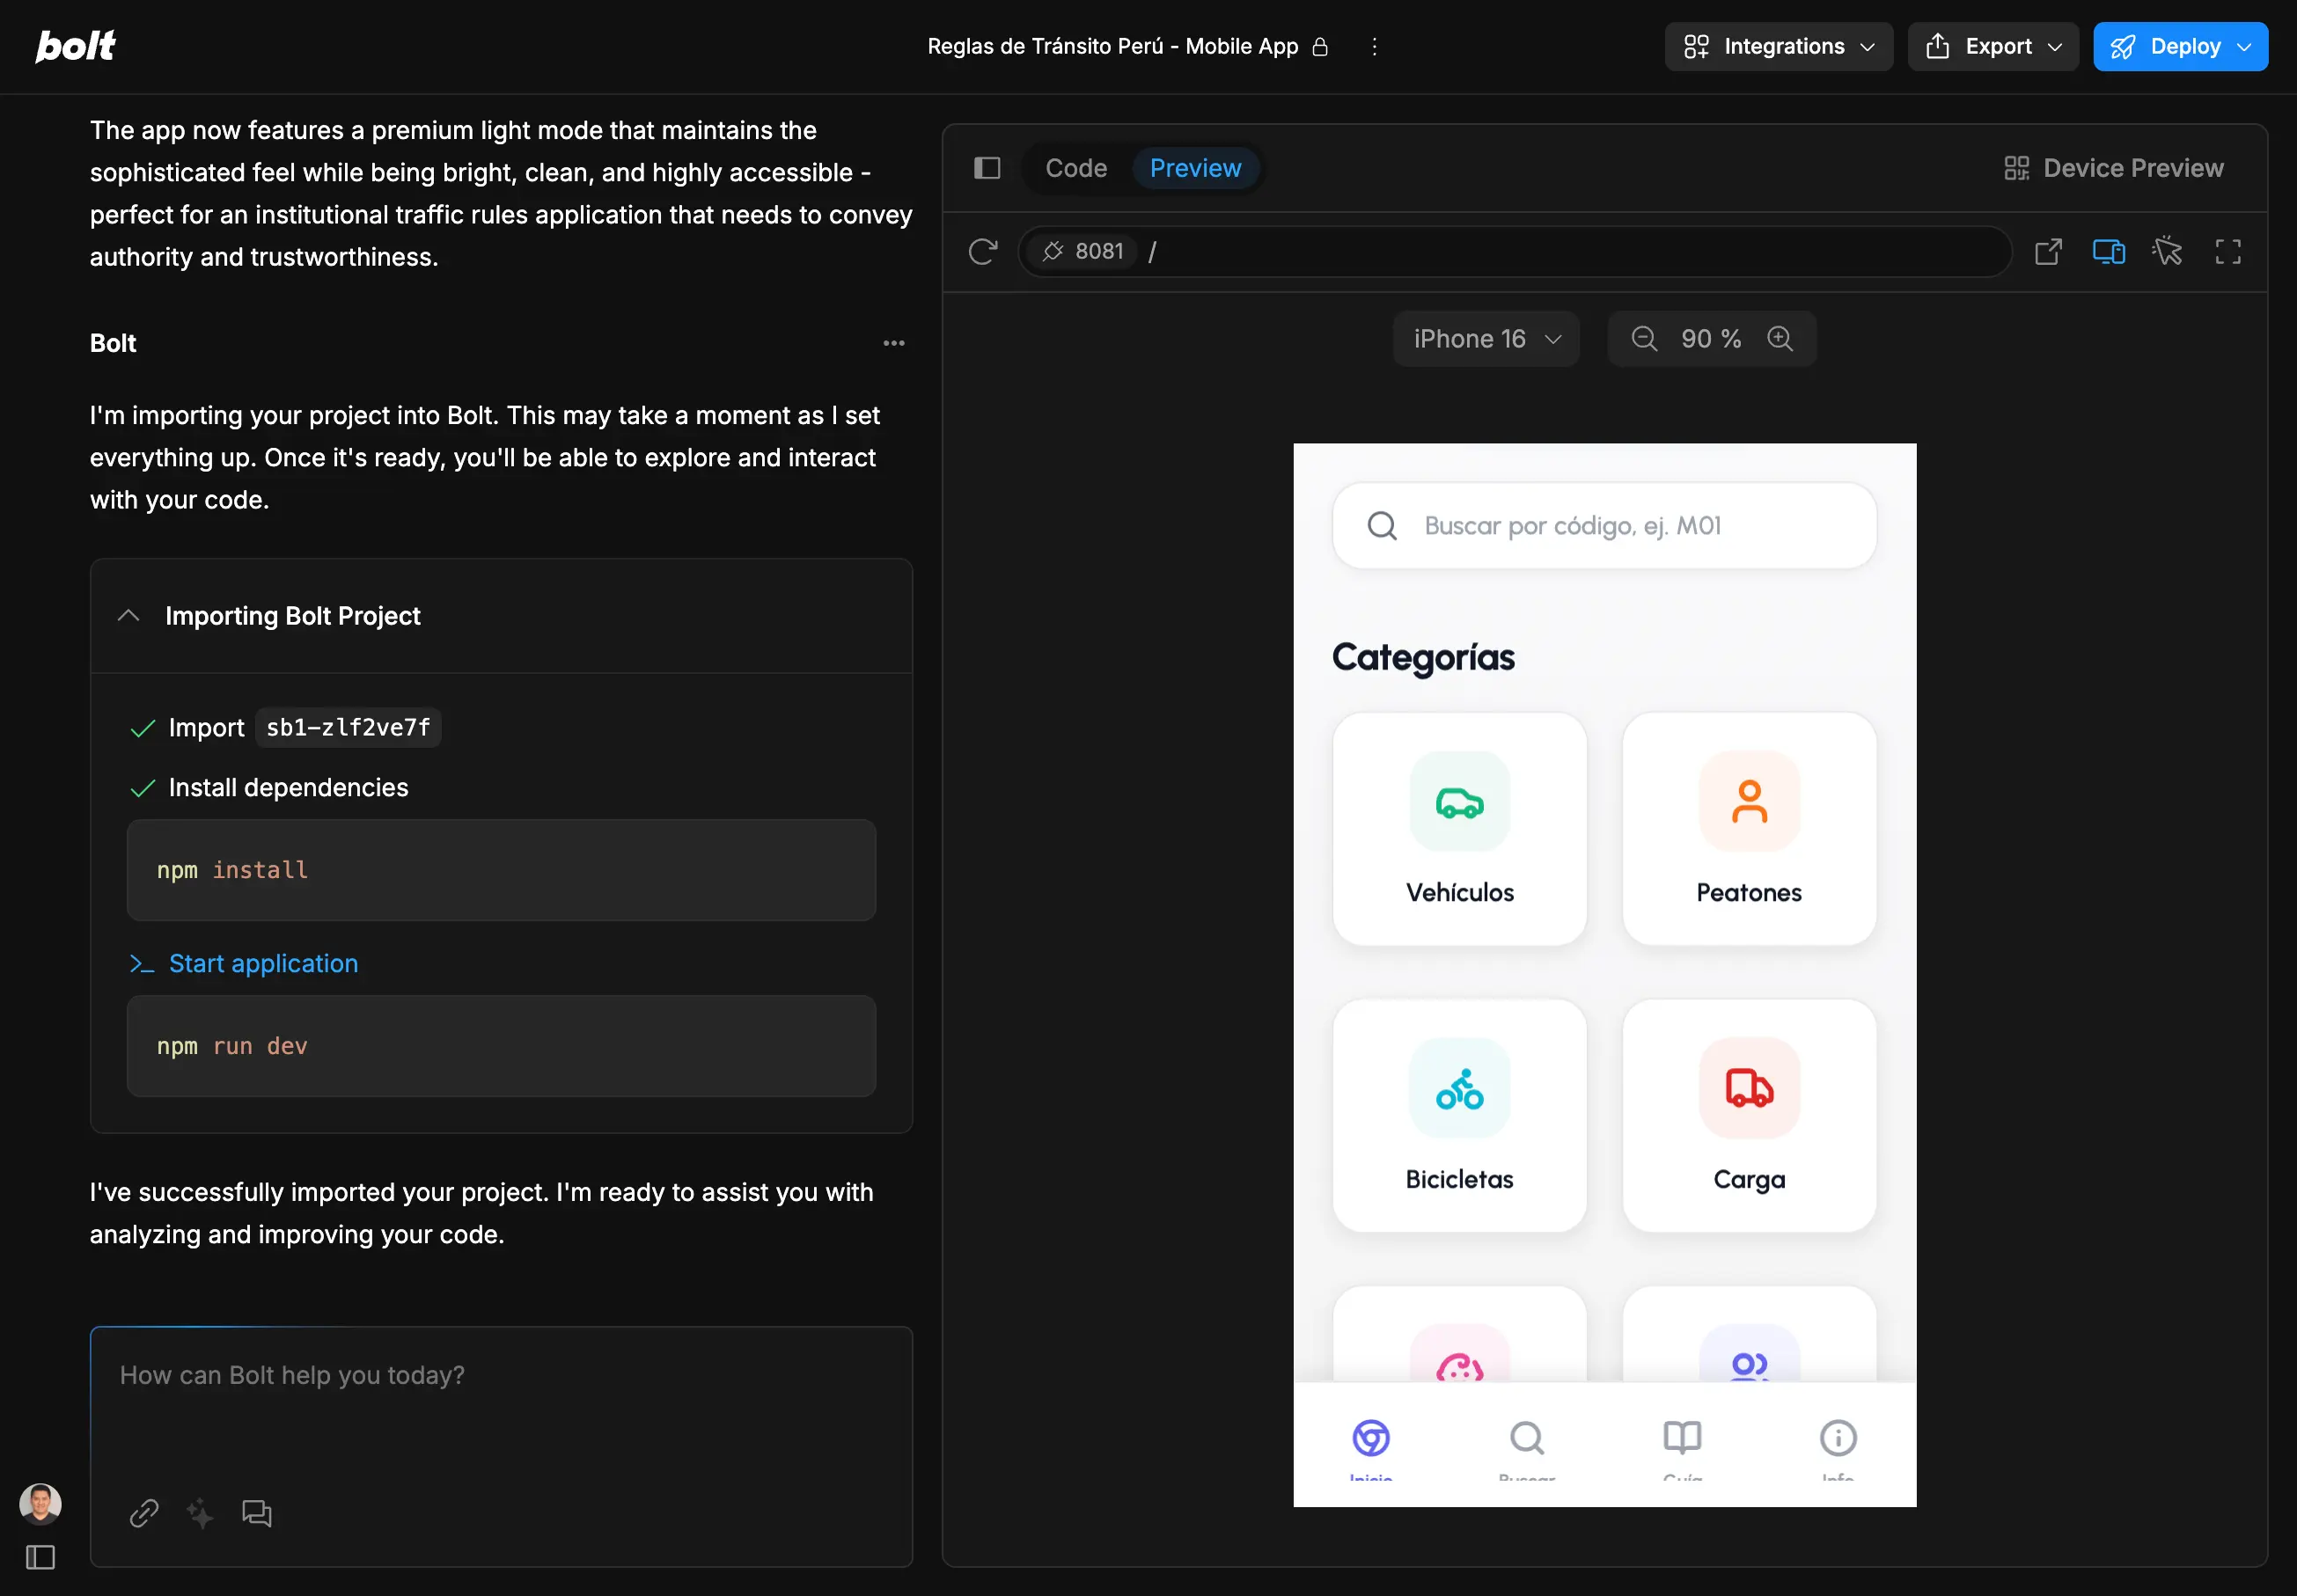 bolt
Reglas de Tránsito Perú - Mobile App
Integrations
Export
Deploy
The app now features a premium light mode that maintains the
sophisticated feel while being bright, clean, and highly accessible -
perfect for an institutional traffic rules application that needs to convey
authority and trustworthiness.
Bolt
I'm importing your project into Bolt. This may take a moment as I set
everything up. Once it's ready, you'll be able to explore and interact
with your code.
Importing Bolt Project
Import sb1-zlf2ve7f
Install dependencies
npm install
Start application
npm run dev
I've successfully imported your project. I'm ready to assist you with
analyzing and improving your code.
How can Bolt help you today?
Code
Preview
Device Preview
8081 /
iPhone 16
90 %
Buscar por código, ej. M01
Categorías
Vehículos
Peatones
Bicicletas
Carga
Inicio
Buscar
Guía
Info